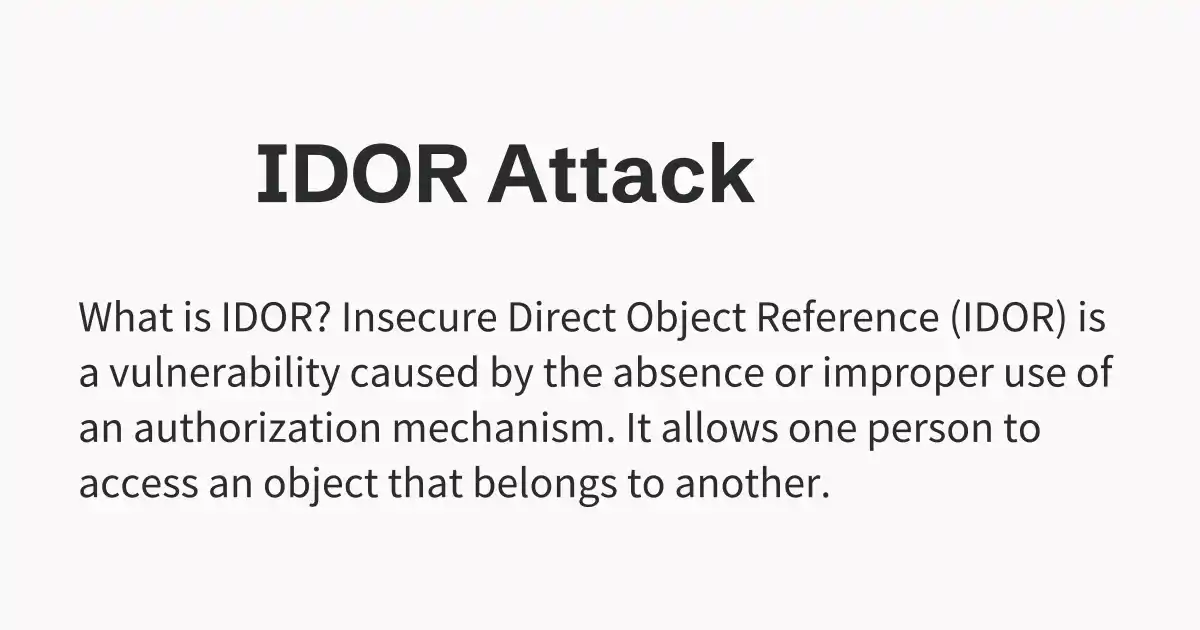 IDOR Attack
What is IDOR? Insecure Direct Object Reference (IDOR) is
a vulnerability caused by the absence or improper use of
an authorization mechanism. It allows one person to
access an object that belongs to another.